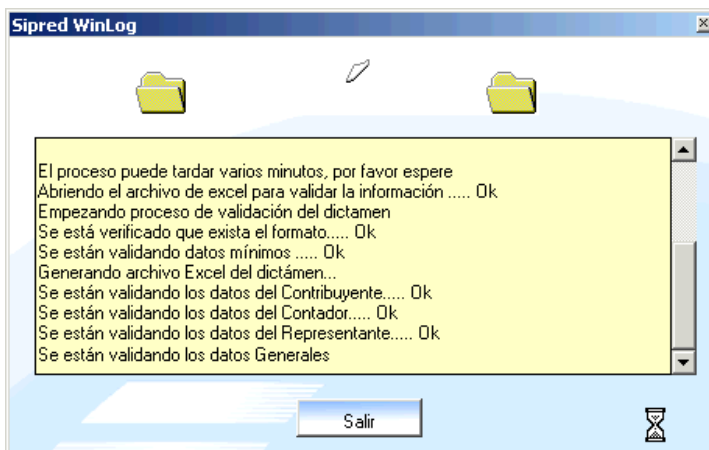 Sipred WinLog
El proceso puede tardar varios minutos, por favor espere
Abriendo el archivo de excel para validar la información ..... Ok
Empezando proceso de validación del dictamen
Se está verificado que exista el formato..... Ok
Se están validando datos mínimos ..... Ok
Generando archivo Excel del dictámen...
Se están validando los datos del Contribuyente..... Ok
Se están validando los datos del Contador..... Ok
Se están validando los datos del Representante..... Ok
Se están validando los datos Generales
Salir